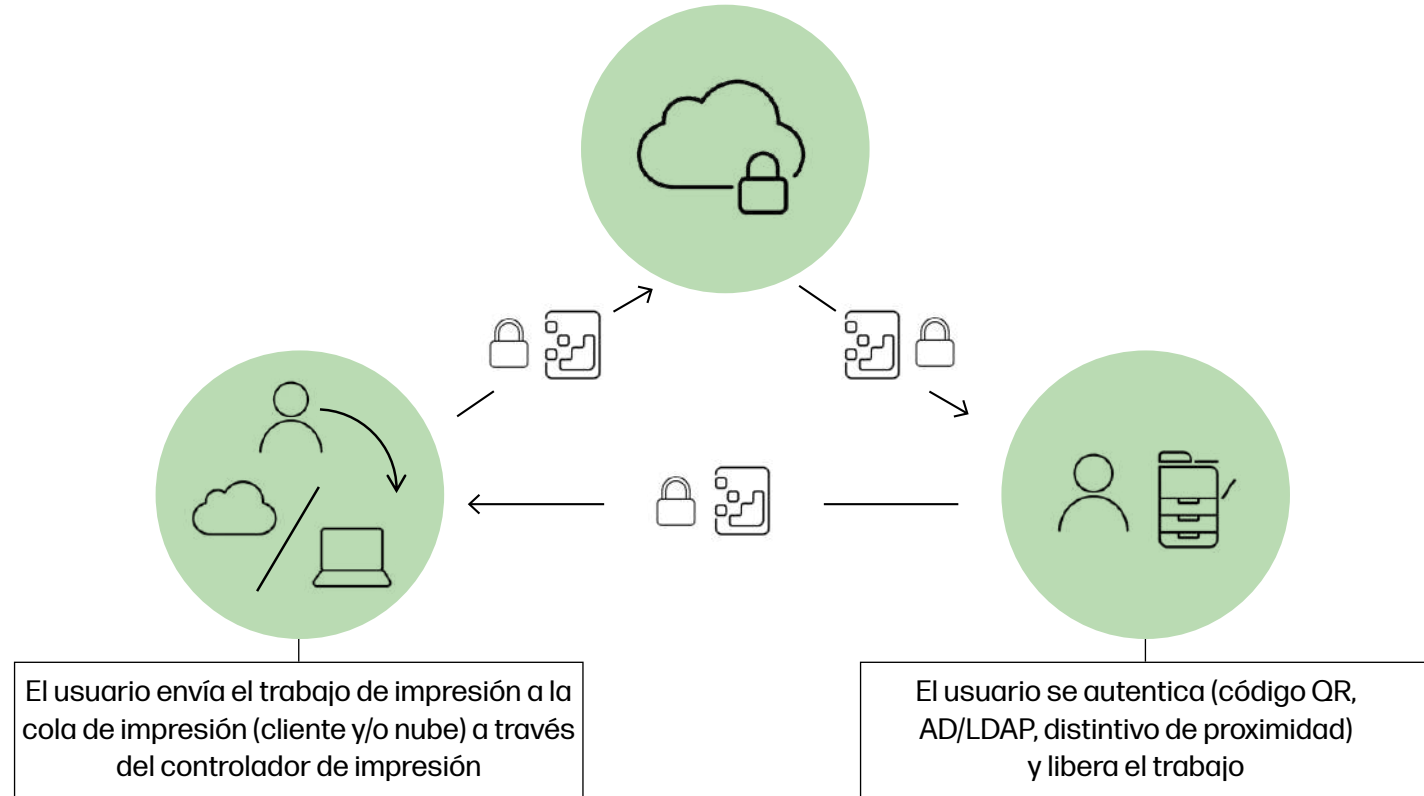 El usuario envía el trabajo de impresión a la
cola de impresión (cliente y/o nube) a través
del controlador de impresión
El usuario se autentica (código QR,
AD/LDAP, distintivo de proximidad)
y libera el trabajo